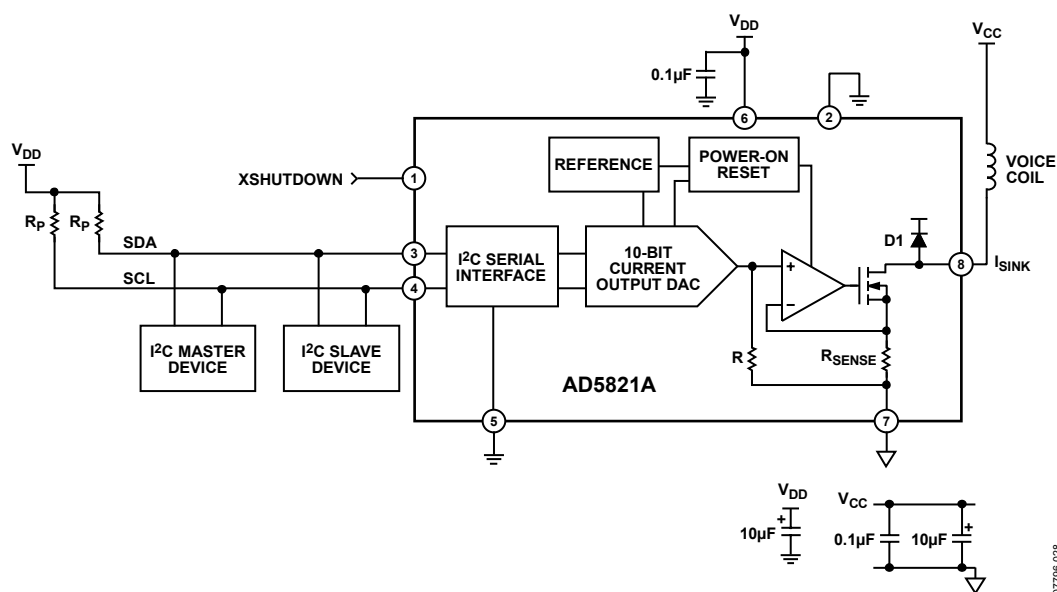 VDD
0.1µF
VCC
6
2
VDD
XSHUTDOWN
1
REFERENCE
POWER-ON
RESET
VOICE
COIL
RP
RP
SDA
3
I2C SERIAL
INTERFACE
10-BIT
CURRENT
OUTPUT DAC
+
–
D1
8
ISINK
SCL
4
I2C MASTER
DEVICE
I2C SLAVE
DEVICE
R
RSENSE
AD5821A
5
7
VDD
+
10µF
VCC
0.1µF
10µF
+
07796-028